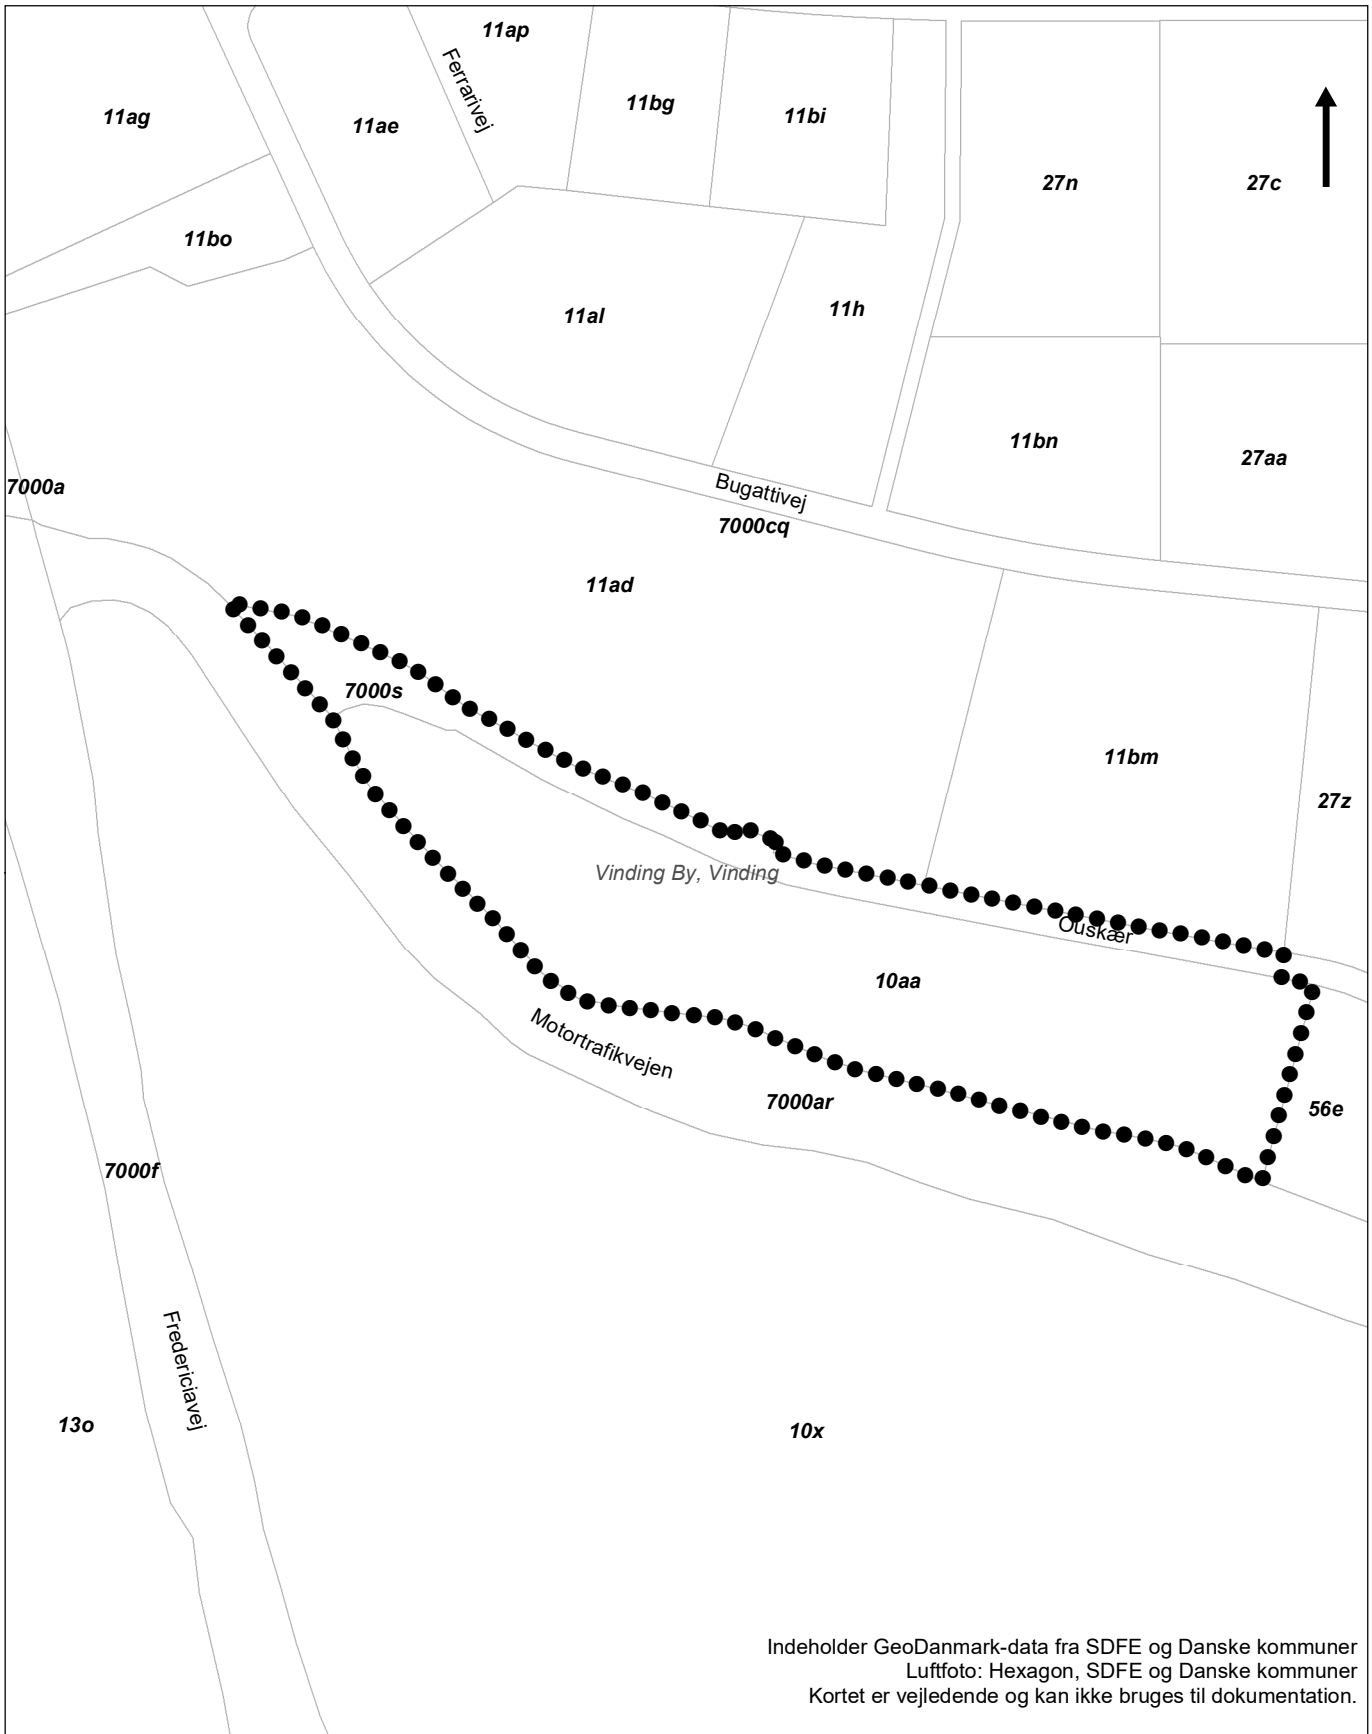 11ap
Ferrarivej
11bg
11bi
11ag
11ae
27n
27c
11bo
11h
11al
11bn
27aa
7000a
Bugattivej
7000cq
11ad
7000s
11bm
27z
Vinding By, Vinding
Ouskær
10aa
Motortrafikvejen
7000ar
56e
7000f
Fredericiavej
13o
10x
Indeholder GeoDanmark-data fra SDFE og Danske kommuner
Luftfoto: Hexagon, SDFE og Danske kommuner
Kortet er vejledende og kan ikke bruges til dokumentation.